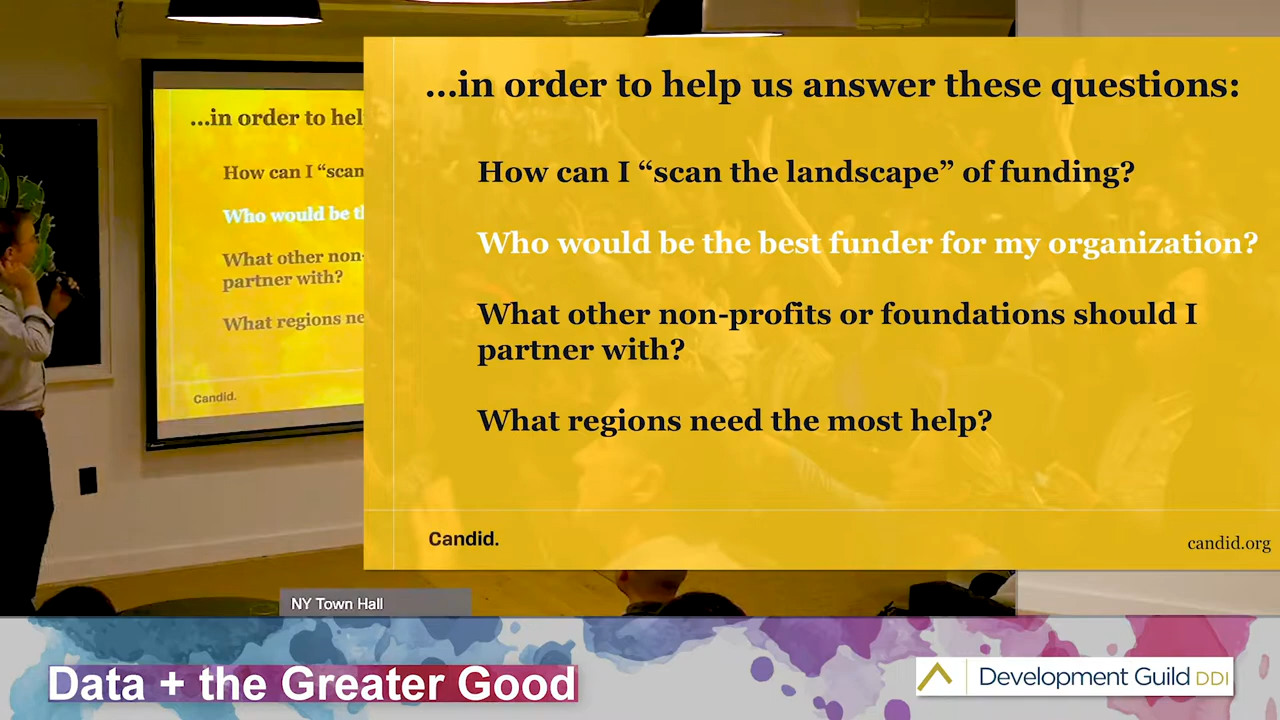 ...in order to help us answer these questions:
How can I “scan the landscape” of funding?
Who would be the best funder for my organization?
What other non-profits or foundations should I
partner with?
What regions need the most help?
Candid.
candid.org
...in order to hel
How can I “scan
Who would be t
What other non-
partner with?
What regions ne
Candid.
NY Town Hall
Data + the Greater Good
Development Guild DDI